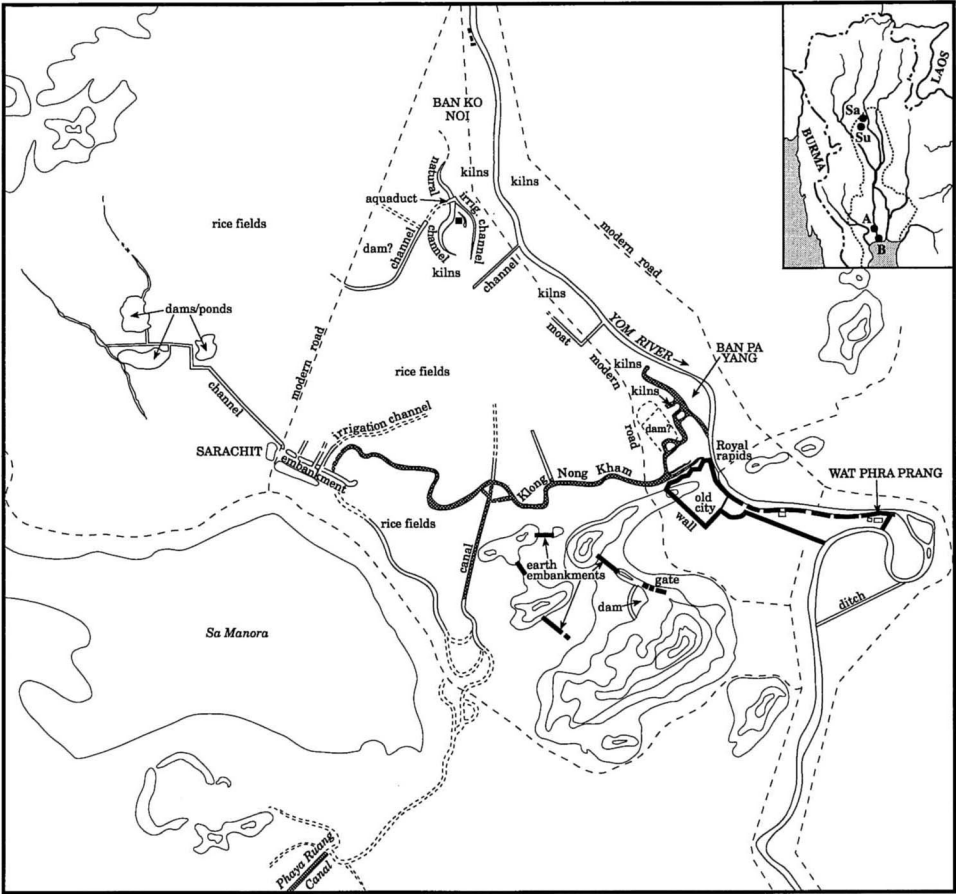 BAN KO
NOI
natural
kilns
kilns
aquaduct
irrig channel
rice fields
dam?
channel
channel
kilns
channel
modern road
kilns
dams/ponds
moat
YOM RIVER
BAN PA
YANG
modern road
channel
rice fields
modern
road
kilns
kilns
dam?
irrigation channel
SARACHIT
embankment
Royal
rapids
Klong Nong Kham
WAT PHRA PRANG
old
city
wall
rice fields
canal
earth
embankments
gate
dam
ditch
Sa Manora
Phaya Ruang
Canal
LAOS
Sa
Su
BURMA
A
B